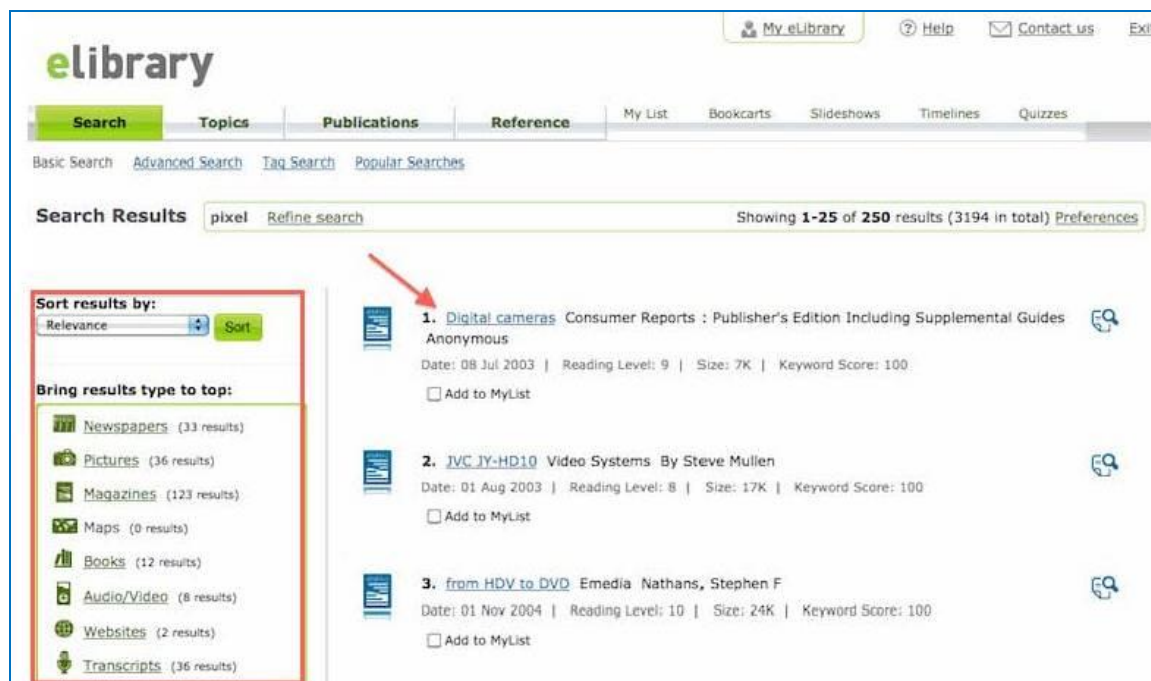 My eLibrary Help Contact us
elibrary
Search Topics Publications Reference My List Bookcarts Slideshows Timelines Quizzes
Basic Search Advanced Search Tag Search Popular Searches
Search Results pixel Refine search Showing 1-25 of 250 results (3194 in total) Preferences
Sort results by:
Relevance Sort
Bring results type to top:
Newspapers (33 results)
Pictures (36 results)
Magazines (123 results)
Maps (0 results)
Books (12 results)
Audio/Video (8 results)
Websites (2 results)
Transcripts (36 results)
1. Digital cameras Consumer Reports : Publisher's Edition Including Supplemental Guides
Anonymous
Date: 08 Jul 2003 | Reading Level: 9 | Size: 7K | Keyword Score: 100
Add to MyList
2. JVC JY-HD10 Video Systems By Steve Mullen
Date: 01 Aug 2003 | Reading Level: 8 | Size: 17K | Keyword Score: 100
Add to MyList
3. from HDV to DVD Emedia Nathans, Stephen F
Date: 01 Nov 2004 | Reading Level: 10 | Size: 24K | Keyword Score: 100
Add to MyList